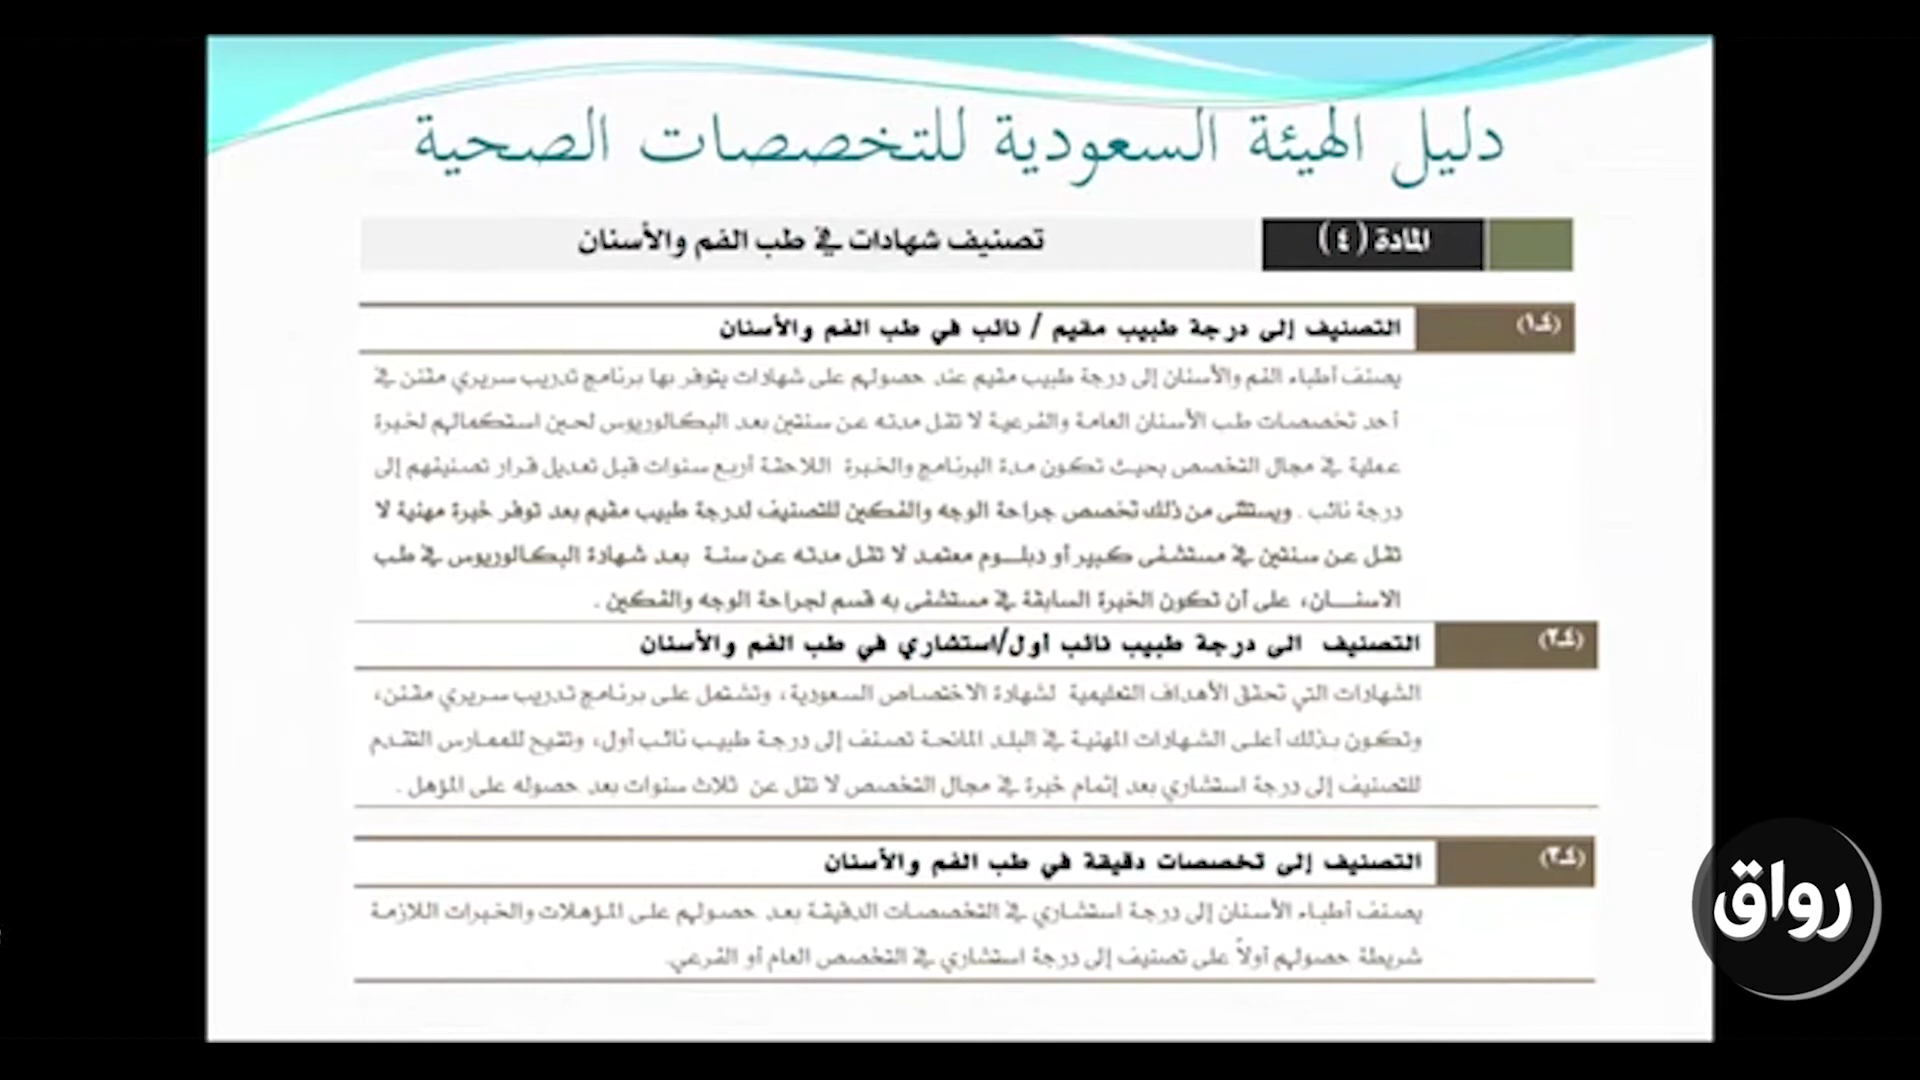 دليل الهيئة السعودية للتخصصات الصحية
المادة (٤) تصنيف شهادات في طب الفم والأسنان
(١ـ٤) التصنيف إلى درجة طبيب مقيم / نائب في طب الفم والأسنان
يصنف أطباء الفم والأسنان إلى درجة طبيب مقيم عند حصولهم على شهادات يتوفر بها برنامج تدريب سريري مقنن في
أحد تخصصات طب الأسنان العامة والفرعية لا تقل مدته عن سنتين بعد البكالوريوس لحين استكمالهم لخبرة
عملية في مجال التخصص بحيث تكون مدة البرنامج والخبرة اللاحقة أربع سنوات قبل تعديل قرار تصنيفهم إلى
درجة نائب . ويستثنى من ذلك تخصص جراحة الوجه والفكين للتصنيف لدرجة طبيب مقيم بعد توفر خبرة مهنية لا
تقل عن سنتين في مستشفى كبير أو دبلوم معتمد لا تقل مدته عن سنة بعد شهادة البكالوريوس في طب
الاسنان، على أن تكون الخبرة السابقة في مستشفى به قسم لجراحة الوجه والفكين .
(٢ـ٤) التصنيف الى درجة طبيب نائب أول/استشاري في طب الفم والأسنان
الشهادات التي تحقق الأهداف التعليمية لشهادة الاختصاص السعودية، وتشتمل على برنامج تدريب سريري مقنن،
وتكون بذلك أعلى الشهادات المهنية في البلد المانحة تصنف إلى درجة طبيب نائب أول، وتتيح للممارس التقدم
للتصنيف إلى درجة استشاري بعد إتمام خبرة في مجال التخصص لا تقل عن ثلاث سنوات بعد حصوله على المؤهل .
(٣ـ٤) التصنيف إلى تخصصات دقيقة في طب الفم والأسنان
يصنف أطباء الأسنان إلى درجة استشاري في التخصصات الدقيقة بعد حصولهم على المؤهلات والخبرات اللازمة
شريطة حصولهم أولاً على تصنيف إلى درجة استشاري في التخصص العام أو الفرعي.
رواق